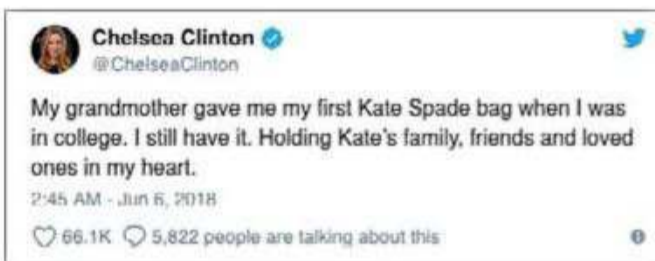 Chelsea Clinton
@ChelseaClinton
My grandmother gave me my first Kate Spade bag when I was
in college. I still have it. Holding Kate's family, friends and loved
ones in my heart.
2:45 AM - Jun 6, 2018
66.1K 5,822 people are talking about this